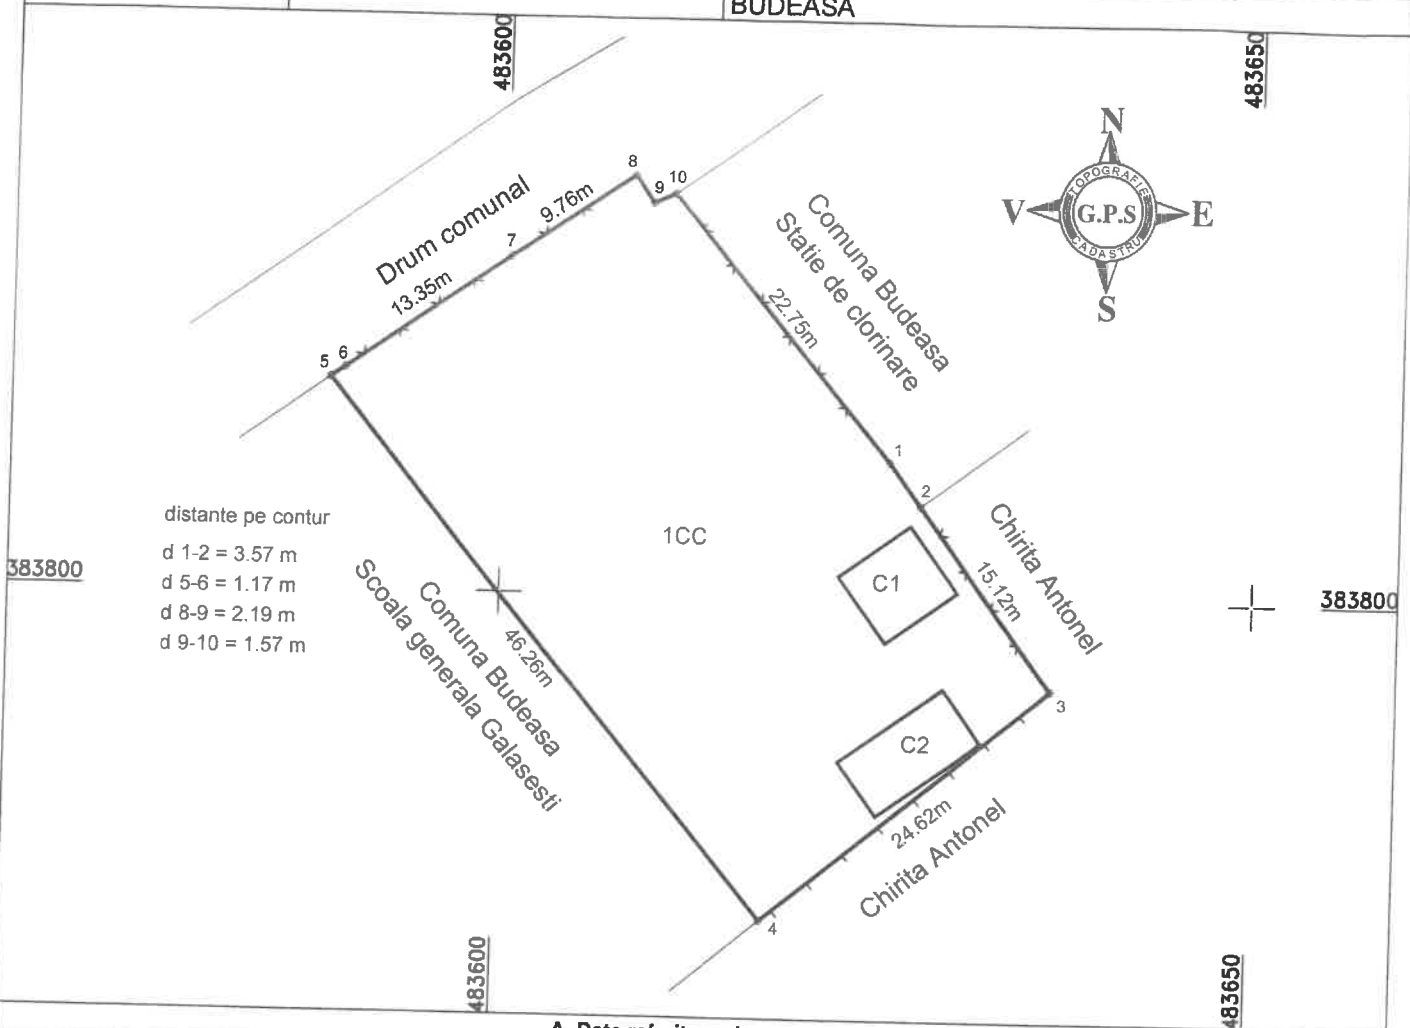 BUDEASA
483600
483650
N
V
E
S
TOPOGRAFIE
G.P.S
CADASTRU
8
9
10
Drum comunal
9.76m
7
13.35m
6
5
Comuna Budeasa
Statie de clorinare
22.75m
1
2
distante pe contur
d 1-2 = 3.57 m
d 5-6 = 1.17 m
d 8-9 = 2.19 m
d 9-10 = 1.57 m
383800
1CC
C1
Chirita Antonel
15.12m
383800
Comuna Budeasa
Scoala generala Galasesti
46.26m
3
C2
24.62m
Chirita Antonel
4
483600
483650